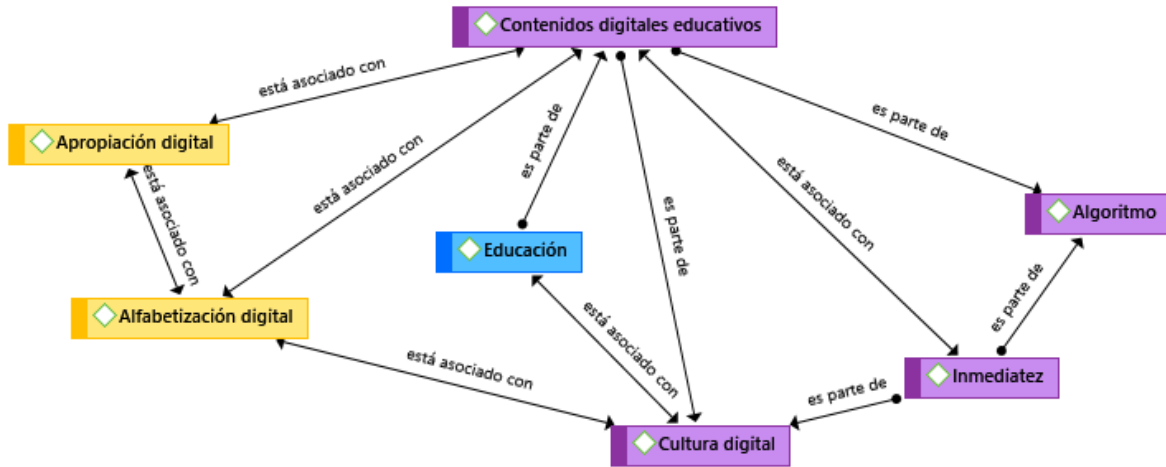 Contenidos digitales educativos
está asociado con
Apropiación digital
es parte de
es parte de
está asociado con
está asociado con
está asociado con
Algoritmo
es parte de
Educación
es parte de
Alfabetización digital
está asociado con
está asociado con
Inmediatez
es parte de
Cultura digital